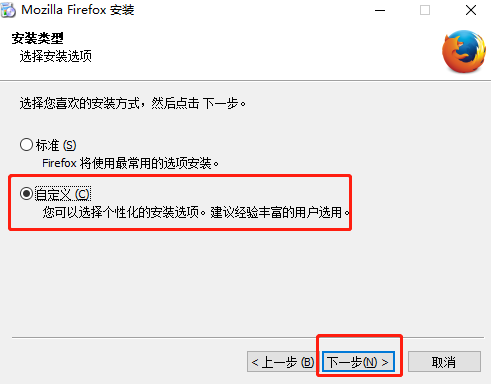 Mozilla Firefox 安装
安装类型
选择安装选项
选择您喜欢的安装方式，然后点击 下一步。
标准 (S)
Firefox 将使用最常用的选项安装。
自定义 (C)
您可以选择个性化的安装选项。建议经验丰富的用户选用。
< 上一步 (B)
下一步(N) >
取消